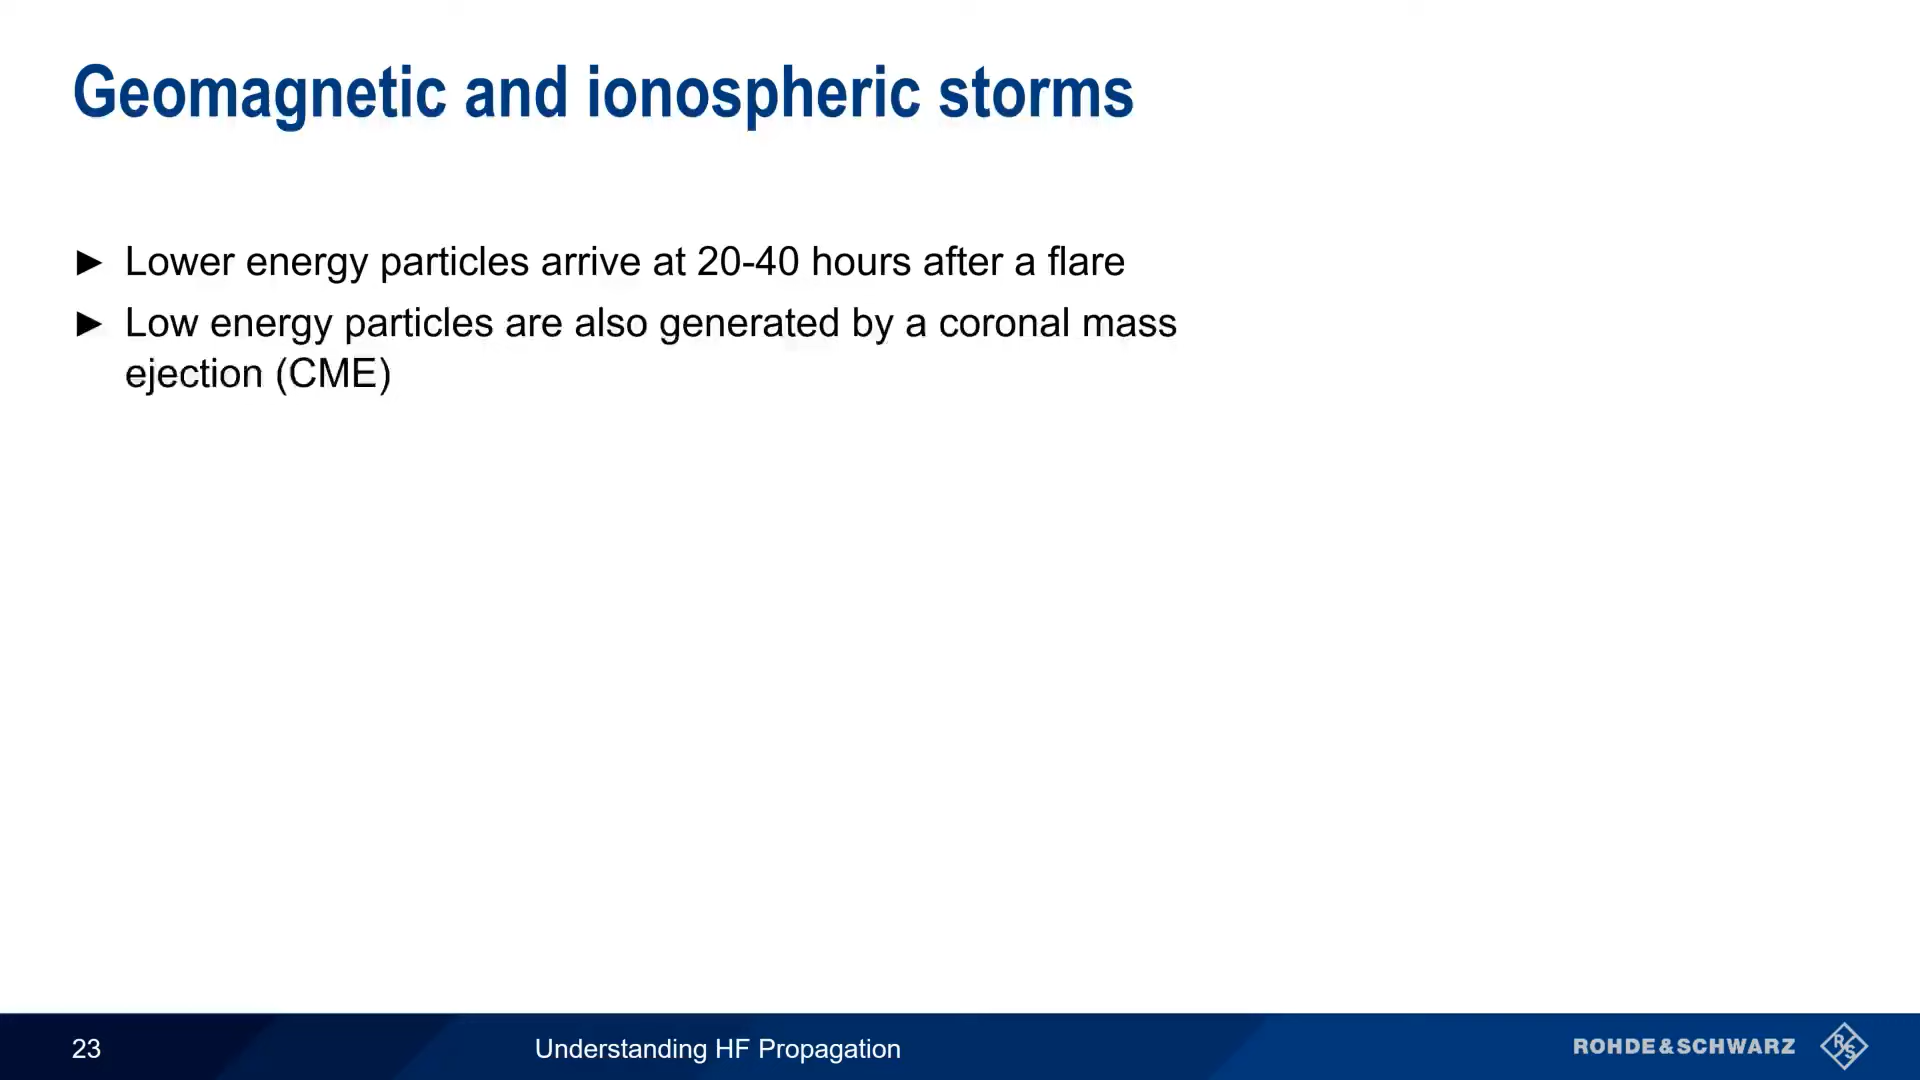 Geomagnetic and ionospheric storms
► Lower energy particles arrive at 20-40 hours after a flare
► Low energy particles are also generated by a coronal mass
ejection (CME)
23
Understanding HF Propagation
ROHDE&SCHWARZ
R S